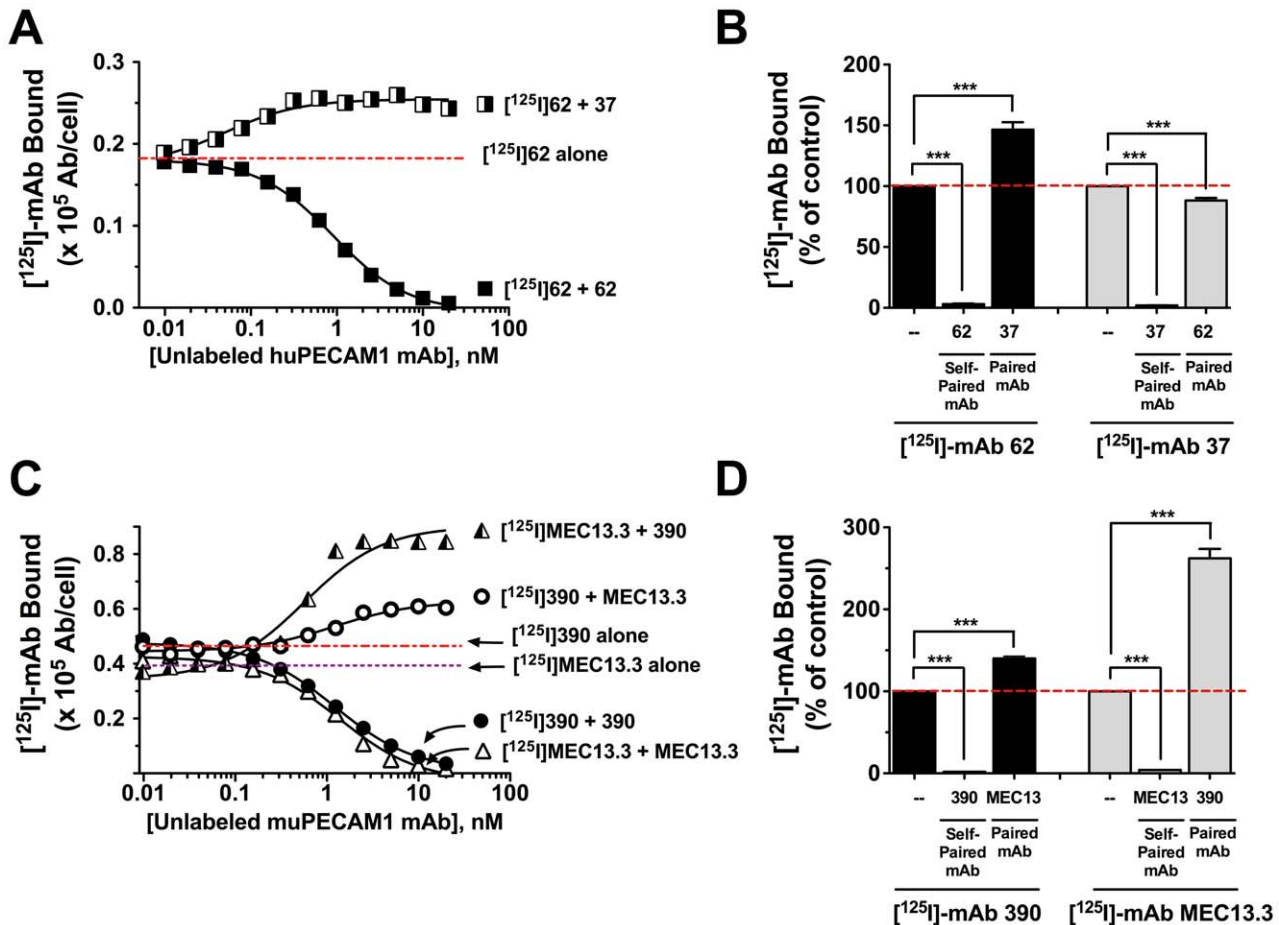 A
[125I]-mAb Bound
(x 10⁵ Ab/cell)
0.3
0.2
0.1
0.0
0.01 0.1 1 10 100
[Unlabeled huPECAM1 mAb], nM
[¹²⁵I]62 + 37
[¹²⁵I]62 alone
[¹²⁵I]62 + 62
B
[¹²⁵I]-mAb Bound
(% of control)
200
150
100
50
0
*** *** *** ***
-- 62 37 -- 37 62
Self-Paired mAb
Paired mAb
Self-Paired mAb
Paired mAb
[¹²⁵I]-mAb 62 [¹²⁵I]-mAb 37
C
[¹²⁵I]-mAb Bound
(x 10⁵ Ab/cell)
0.8
0.6
0.4
0.2
0.01 0.1 1 10 100
[Unlabeled muPECAM1 mAb], nM
[¹²⁵I]MEC13.3 + 390
[¹²⁵I]390 + MEC13.3
[¹²⁵I]390 alone
[¹²⁵I]MEC13.3 alone
[¹²⁵I]390 + 390
[¹²⁵I]MEC13.3 + MEC13.3
D
[¹²⁵I]-mAb Bound
(% of control)
300
200
100
0
*** *** *** ***
-- 390 MEC13 -- MEC13 390
Self-Paired mAb
Paired mAb
Self-Paired mAb
Paired mAb
[¹²⁵I]-mAb 390 [¹²⁵I]-mAb MEC13.3